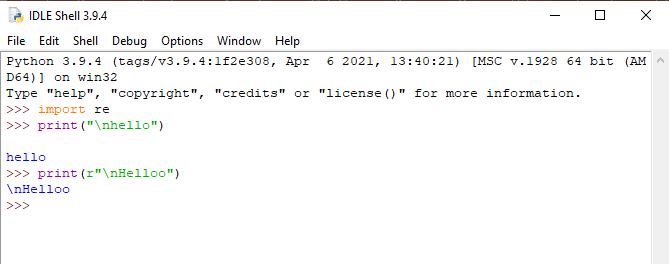 IDLE Shell 3.9.4
File Edit Shell Debug Options Window Help
Python 3.9.4 (tags/v3.9.4:1f2e308, Apr  6 2021, 13:40:21) [MSC v.1928 64 bit (AM
D64)] on win32
Type "help", "copyright", "credits" or "license()" for more information.
>>> import re
>>> print("\nhello")

hello
>>> print(r"\nHelloo")
\nHelloo
>>>